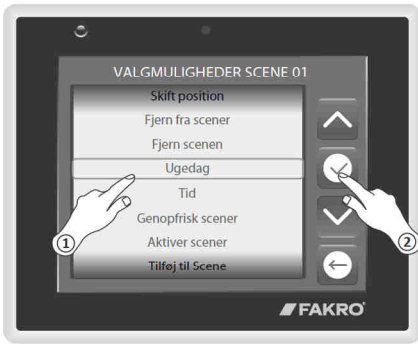 VALGMULIGHEDER SCENE 01
Skift position
Fjern fra scener
Fjern scenen
Ugedag
Tid
Genopfrisk scener
Aktiver scener
Tilføj til Scene
1
2
FAKRO